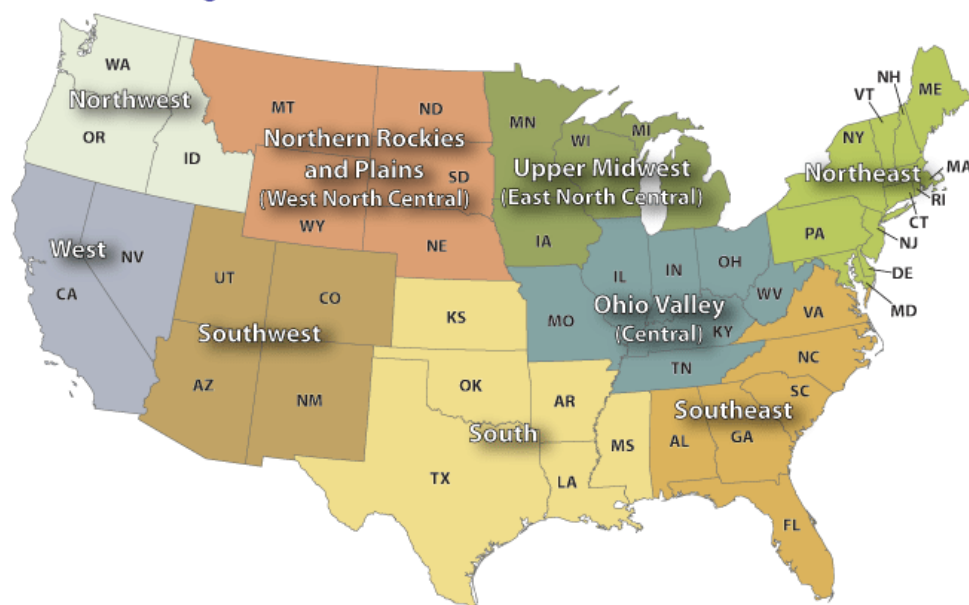 WA
Northwest
OR
ID
MT
ND
Northern Rockies
and Plains
(West North Central)
SD
WY
NE
MN
WI
MI
Upper Midwest
(East North Central)
IA
NH
VT
ME
NY
Northeast
MA
RI
CT
PA
NJ
DE
MD
West
NV
CA
UT
CO
Southwest
AZ
NM
KS
OK
AR
South
TX
LA
MS
IL
IN
OH
WV
Ohio Valley
(Central)
MO
KY
TN
VA
NC
SC
Southeast
AL
GA
FL